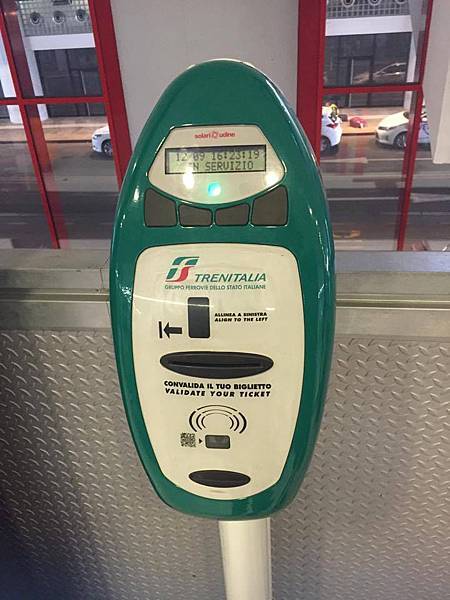 solari udine
12/09 16:23:19
IN SERVIZIO
TRENITALIA
GRUPPO FERROVIE DELLO STATO ITALIANE
ALLINEA A SINISTRA
ALIGN TO THE LEFT
CONVALIDA IL TUO BIGLIETTO
VALIDATE YOUR TICKET